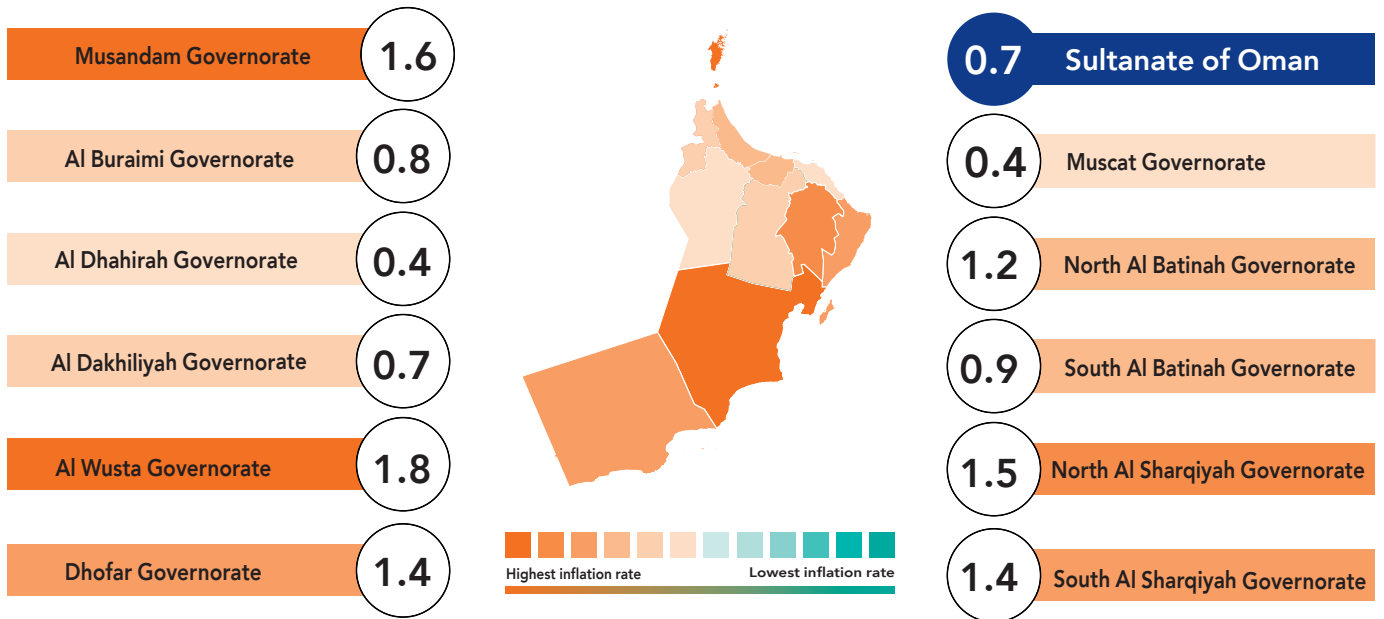 Musandam Governorate
1.6
Al Buraimi Governorate
0.8
Al Dhahirah Governorate
0.4
Al Dakhiliyah Governorate
0.7
Al Wusta Governorate
1.8
Dhofar Governorate
1.4
Highest inflation rate
Lowest inflation rate
0.7
Sultanate of Oman
0.4
Muscat Governorate
1.2
North Al Batinah Governorate
0.9
South Al Batinah Governorate
1.5
North Al Sharqiyah Governorate
1.4
South Al Sharqiyah Governorate